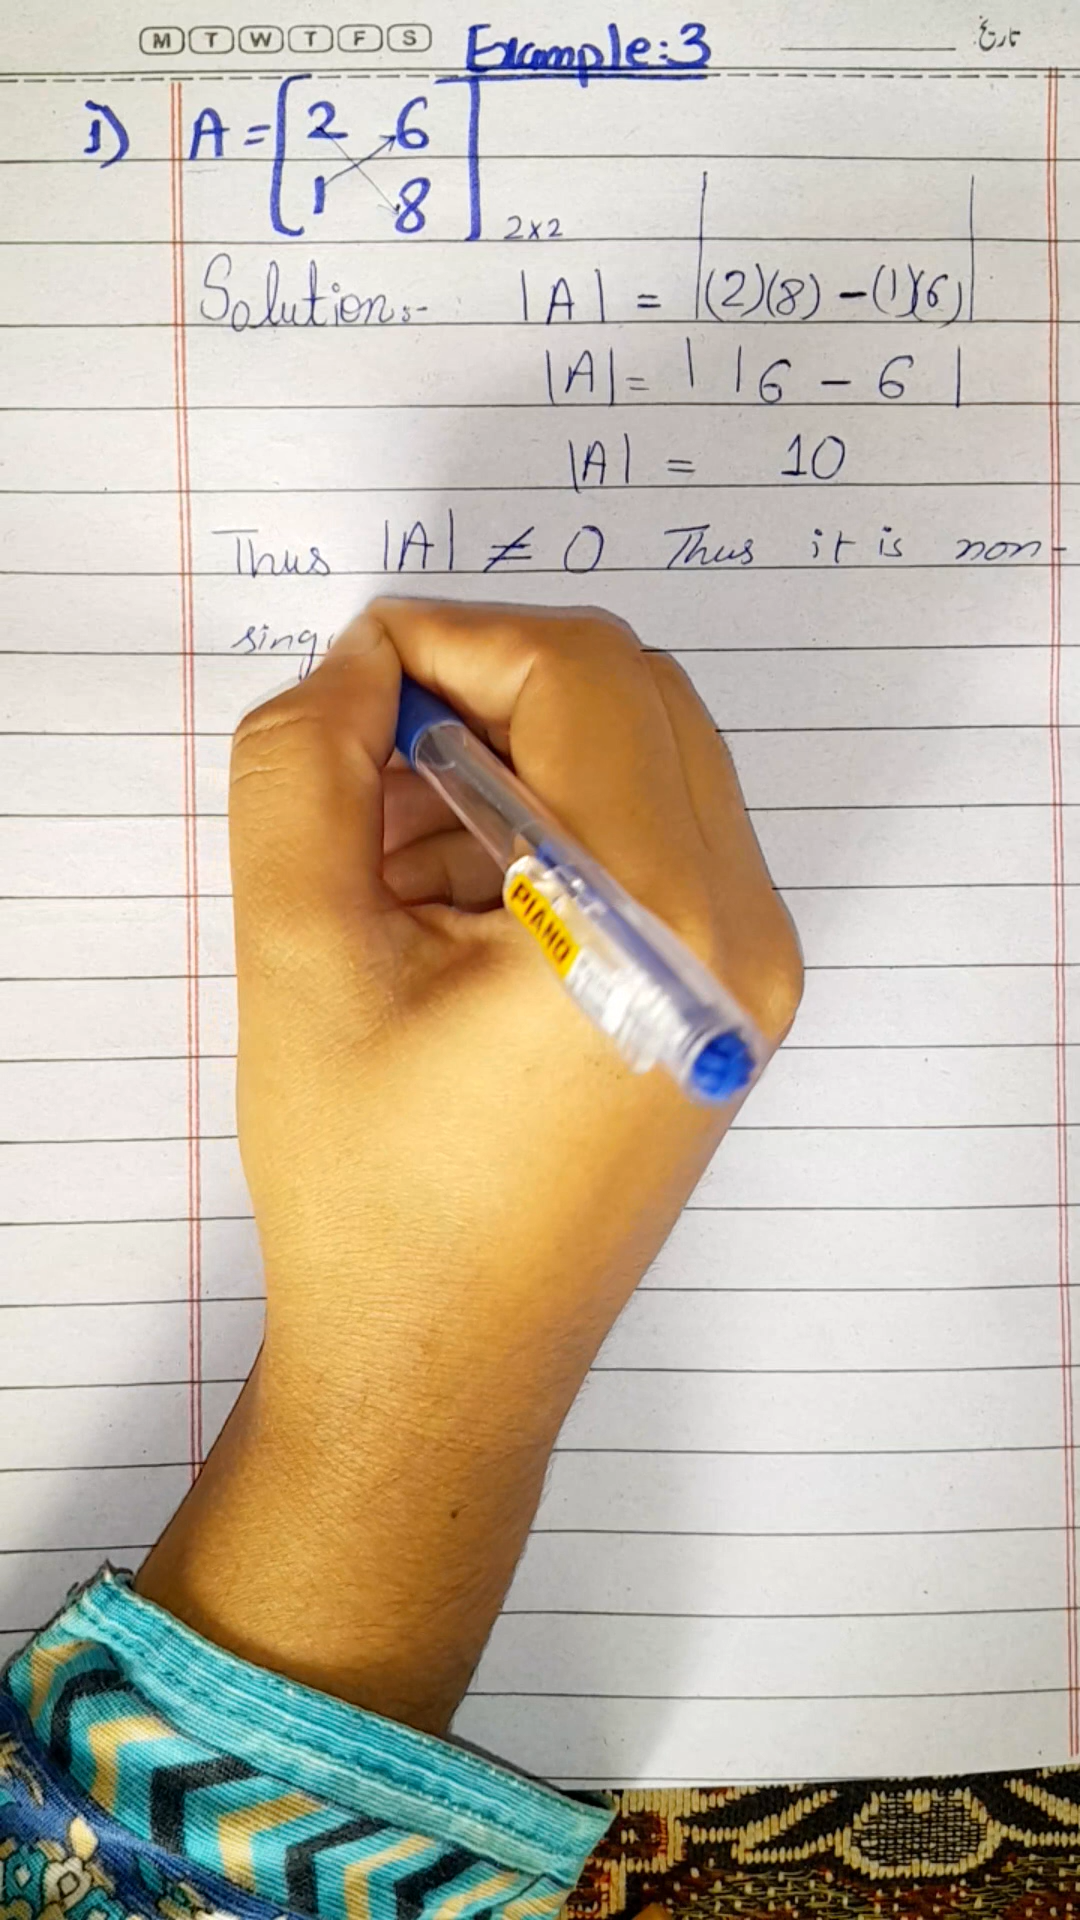 M T W T F S Example:3 تاریخ
i) A = [2 6
1 8] 2x2
Solution:- |A| = |(2)(8) - (1)(6)|
|A| = | 16 - 6 |
|A| = 10
Thus |A| ≠ 0 Thus it is non-
sing
PIANO